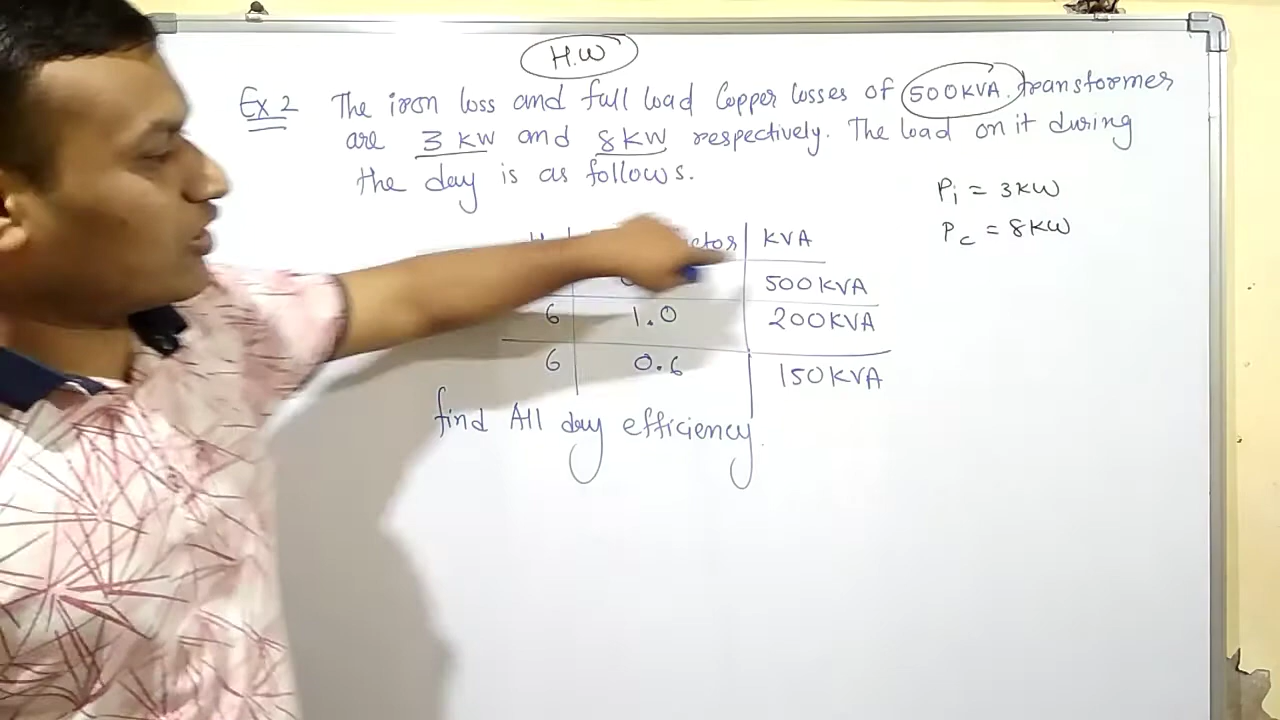 H.W
Ex 2 The iron loss and full load Copper losses of 500KVA transformer
are 3 KW and 8KW respectively. The load on it during
the day is as follows.
Pi = 3KW
Pc = 8KW
KVA
500KVA
6 1.0 200KVA
6 0.6 150KVA
find All day efficiency.